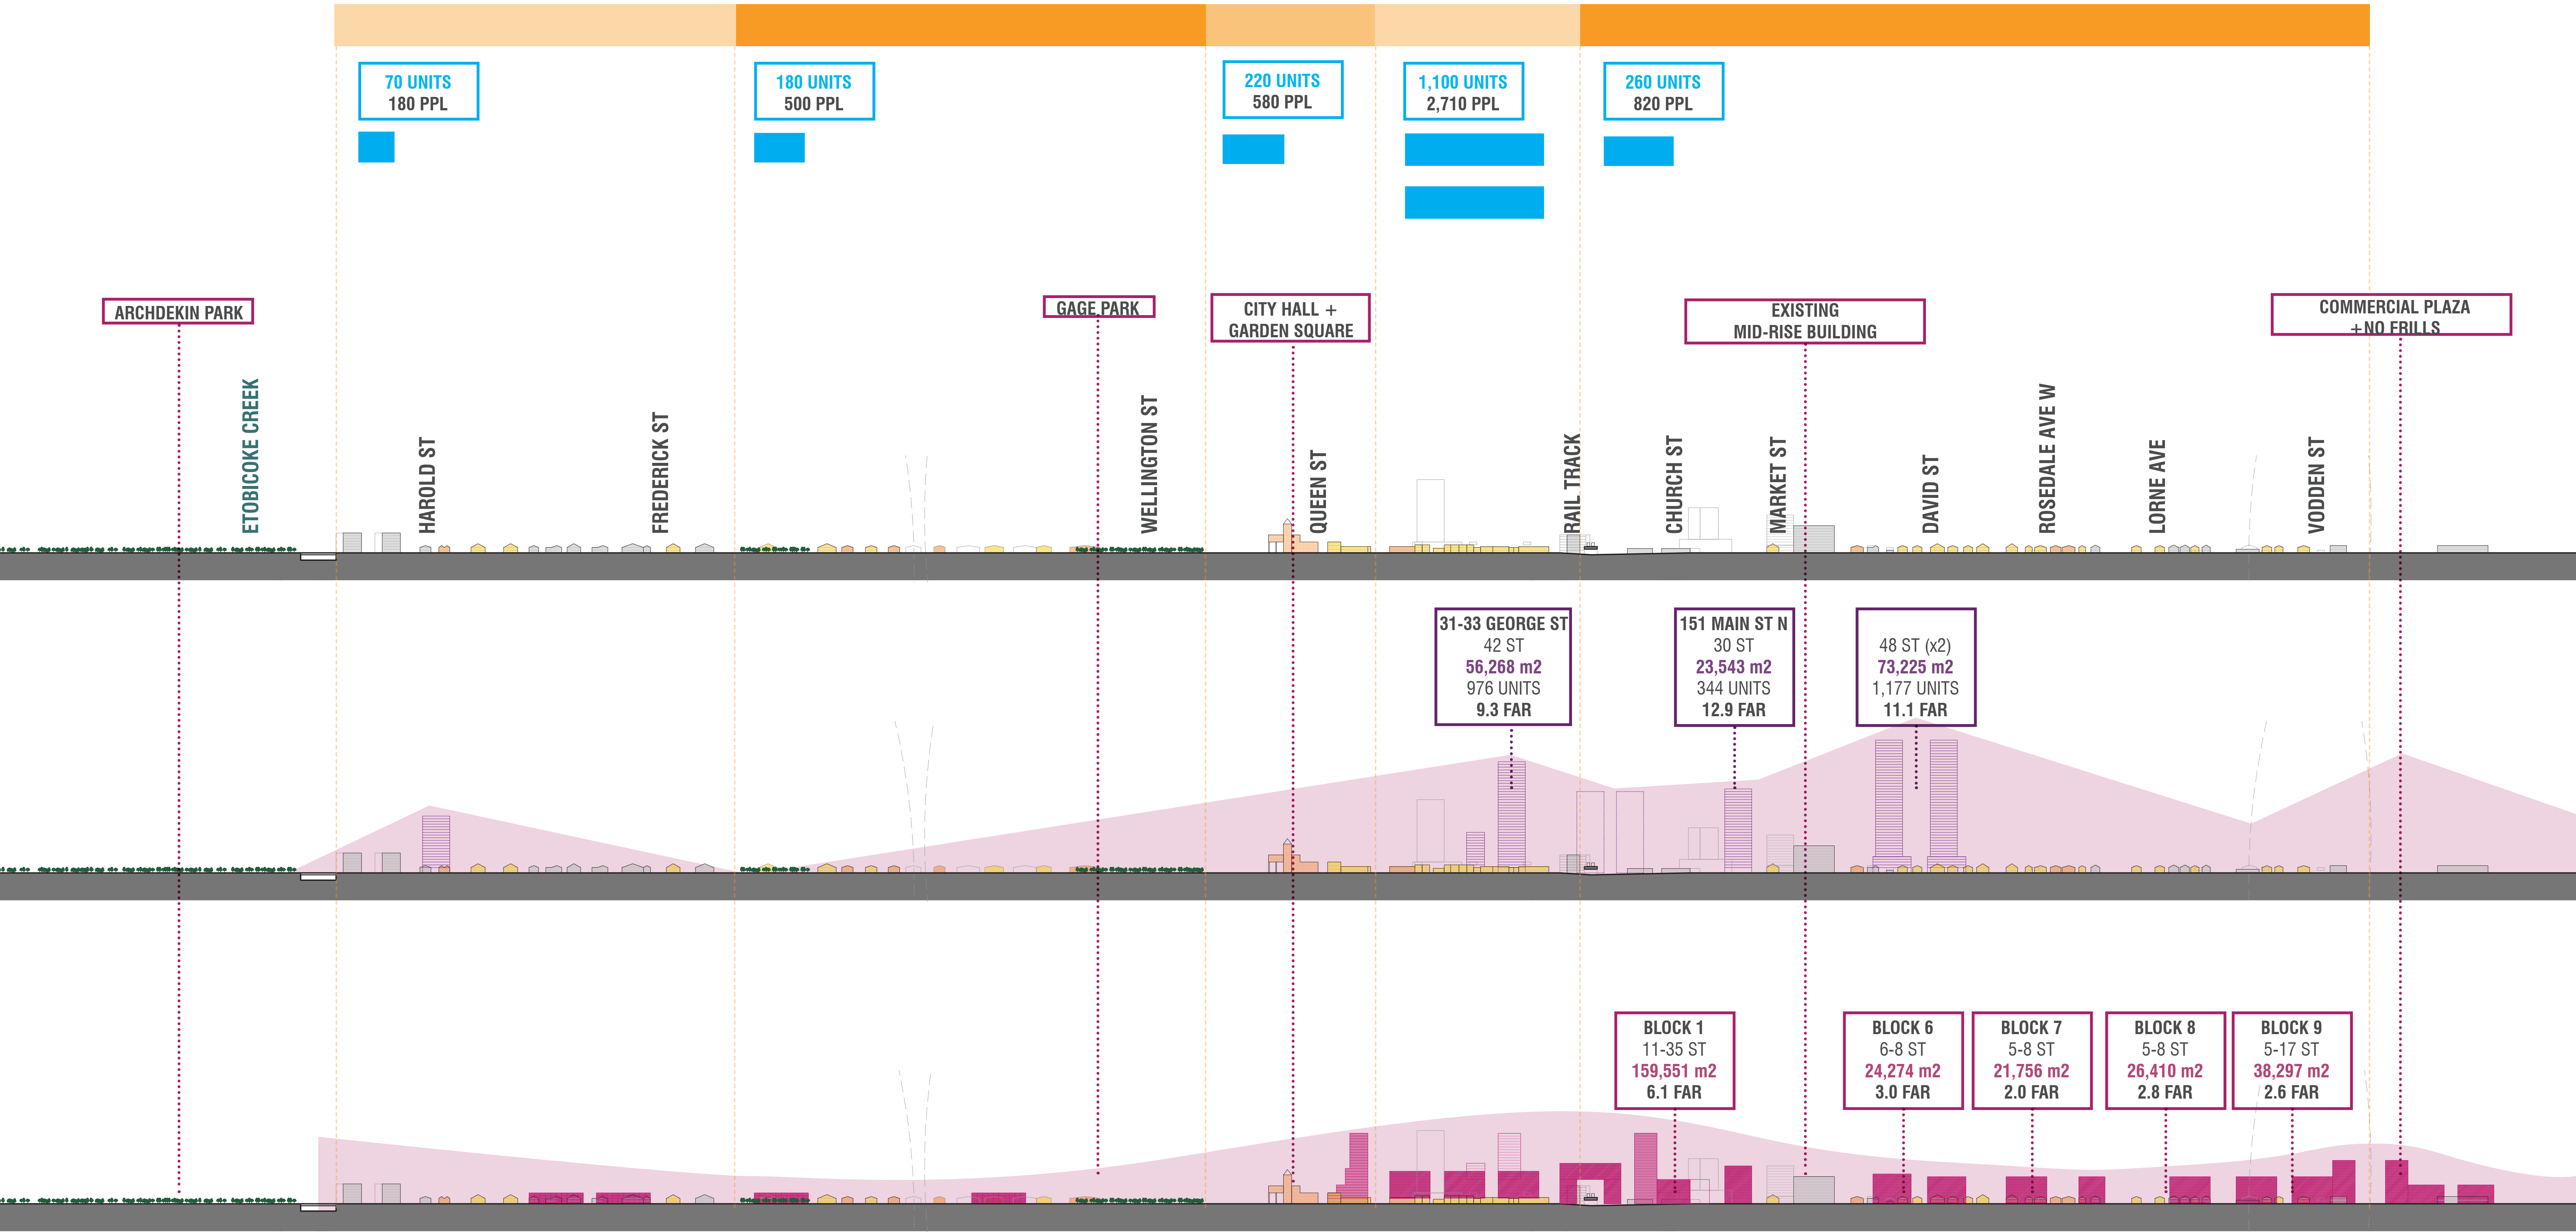 70 UNITS
180 PPL
180 UNITS
500 PPL
220 UNITS
580 PPL
1,100 UNITS
2,710 PPL
260 UNITS
820 PPL
ARCHDEKIN PARK
GAGE PARK
CITY HALL +
GARDEN SQUARE
EXISTING
MID-RISE BUILDING
COMMERCIAL PLAZA
+NO FRILLS
ETOBICOKE CREEK
HAROLD ST
FREDERICK ST
WELLINGTON ST
QUEEN ST
RAIL TRACK
CHURCH ST
MARKET ST
DAVID ST
ROSEDALE AVE W
LORNE AVE
VODDEN ST
31-33 GEORGE ST
42 ST
56,268 m2
976 UNITS
9.3 FAR
151 MAIN ST N
30 ST
23,543 m2
344 UNITS
12.9 FAR
48 ST (x2)
73,225 m2
1,177 UNITS
11.1 FAR
BLOCK 1
11-35 ST
159,551 m2
6.1 FAR
BLOCK 6
6-8 ST
24,274 m2
3.0 FAR
BLOCK 7
5-8 ST
21,756 m2
2.0 FAR
BLOCK 8
5-8 ST
26,410 m2
2.8 FAR
BLOCK 9
5-17 ST
38,297 m2
2.6 FAR